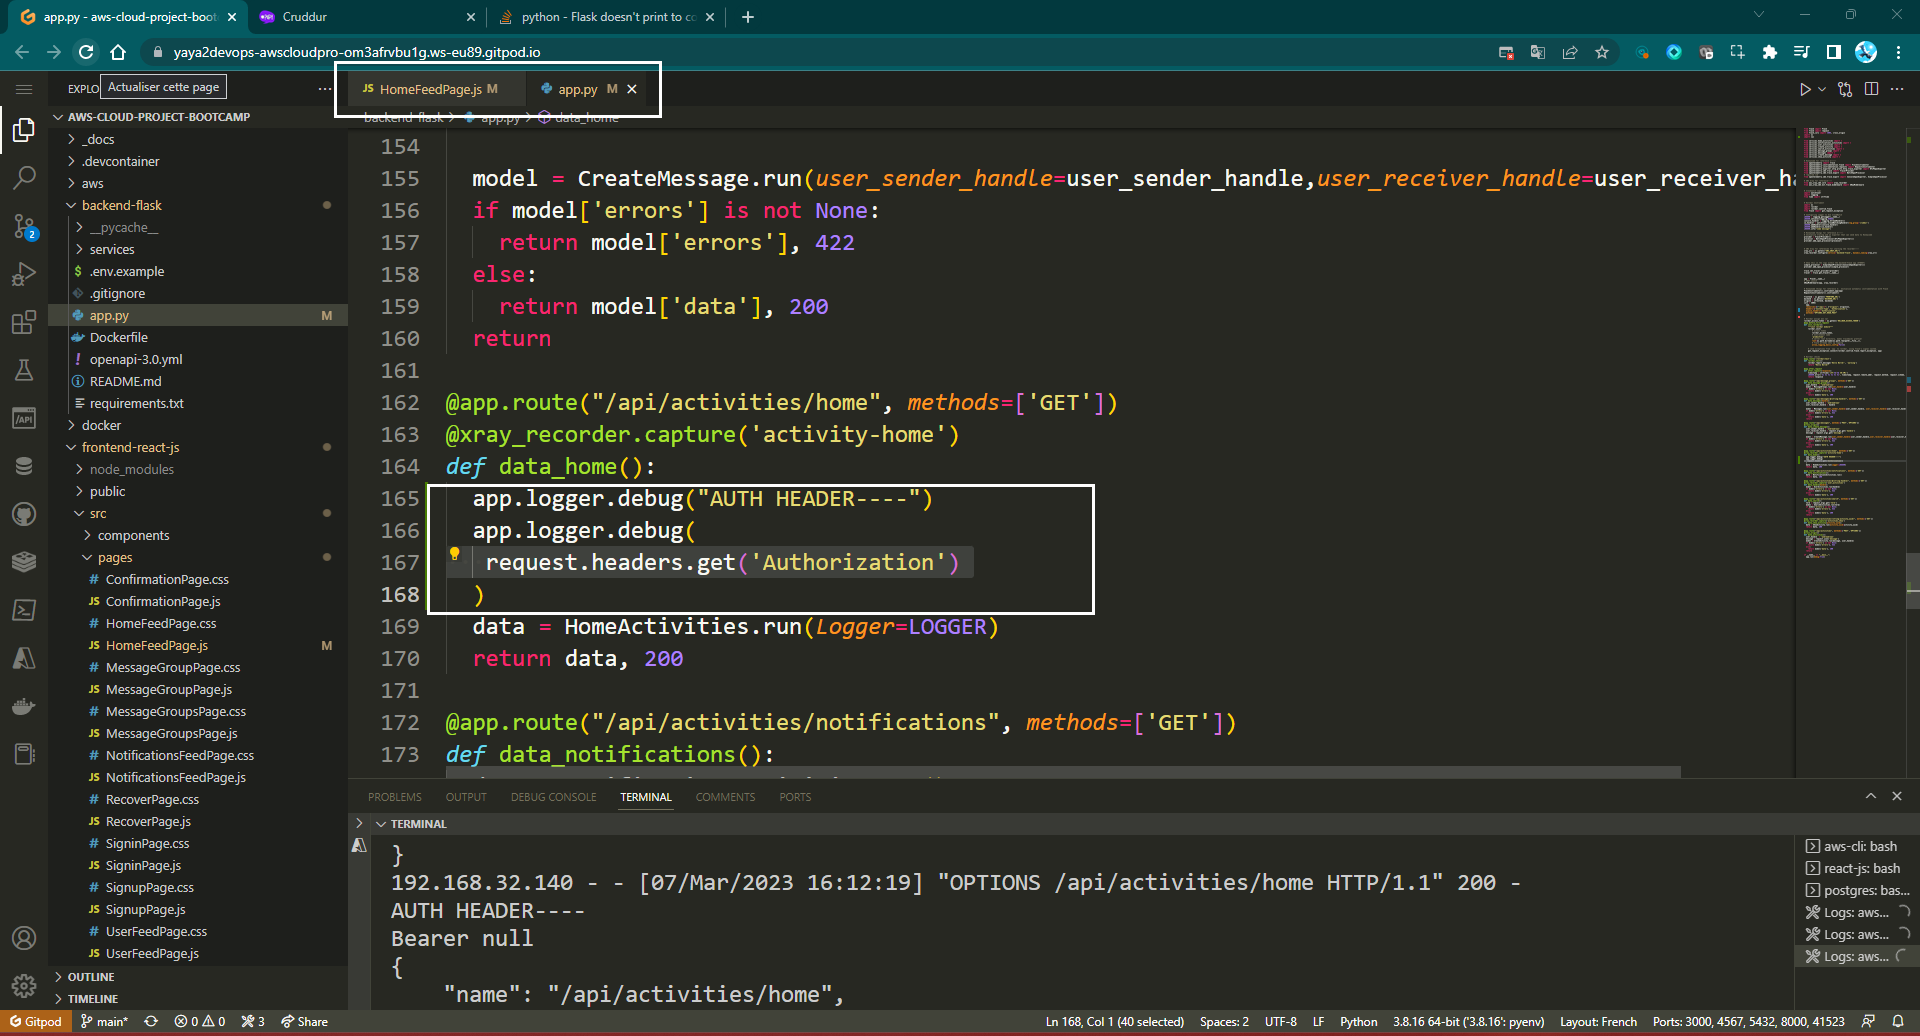 app.py - aws-cloud-project-boot
Cruddur
python - Flask doesn't print to co
yaya2devops-awscloudpro-om3afrvbu1g.ws-eu89.gitpod.io
EXPLO
Actualiser cette page
JS HomeFeedPage.js M
app.py M
backend-flask > app.py > data_home
AWS-CLOUD-PROJECT-BOOTCAMP
_docs
.devcontainer
aws
backend-flask
__pycache__
services
$ .env.example
.gitignore
app.py M
Dockerfile
! openapi-3.0.yml
README.md
requirements.txt
docker
frontend-react-js
node_modules
public
src
components
pages
# ConfirmationPage.css
JS ConfirmationPage.js
# HomeFeedPage.css
JS HomeFeedPage.js M
# MessageGroupPage.css
JS MessageGroupPage.js
# MessageGroupsPage.css
JS MessageGroupsPage.js
# NotificationsFeedPage.css
JS NotificationsFeedPage.js
# RecoverPage.css
JS RecoverPage.js
# SigninPage.css
JS SigninPage.js
# SignupPage.css
JS SignupPage.js
# UserFeedPage.css
JS UserFeedPage.js
OUTLINE
TIMELINE
2
/API
154
155 model = CreateMessage.run(user_sender_handle=user_sender_handle,user_receiver_handle=user_receiver_ha
156 if model['errors'] is not None:
157 return model['errors'], 422
158 else:
159 return model['data'], 200
160 return
161
162 @app.route("/api/activities/home", methods=['GET'])
163 @xray_recorder.capture('activity-home')
164 def data_home():
165 app.logger.debug("AUTH HEADER----")
166 app.logger.debug(
167 request.headers.get('Authorization')
168 )
169 data = HomeActivities.run(Logger=LOGGER)
170 return data, 200
171
172 @app.route("/api/activities/notifications", methods=['GET'])
173 def data_notifications():
PROBLEMS OUTPUT DEBUG CONSOLE TERMINAL COMMENTS PORTS
TERMINAL
}
192.168.32.140 - - [07/Mar/2023 16:12:19] "OPTIONS /api/activities/home HTTP/1.1" 200 -
AUTH HEADER----
Bearer null
{
"name": "/api/activities/home",
aws-cli: bash
react-js: bash
postgres: bas...
Logs: aws...
Logs: aws...
Logs: aws...
Gitpod main* 0 0 3 Share
Ln 168, Col 1 (40 selected) Spaces: 2 UTF-8 LF Python 3.8.16 64-bit ('3.8.16': pyenv) Layout: French Ports: 3000, 4567, 5432, 8000, 41523